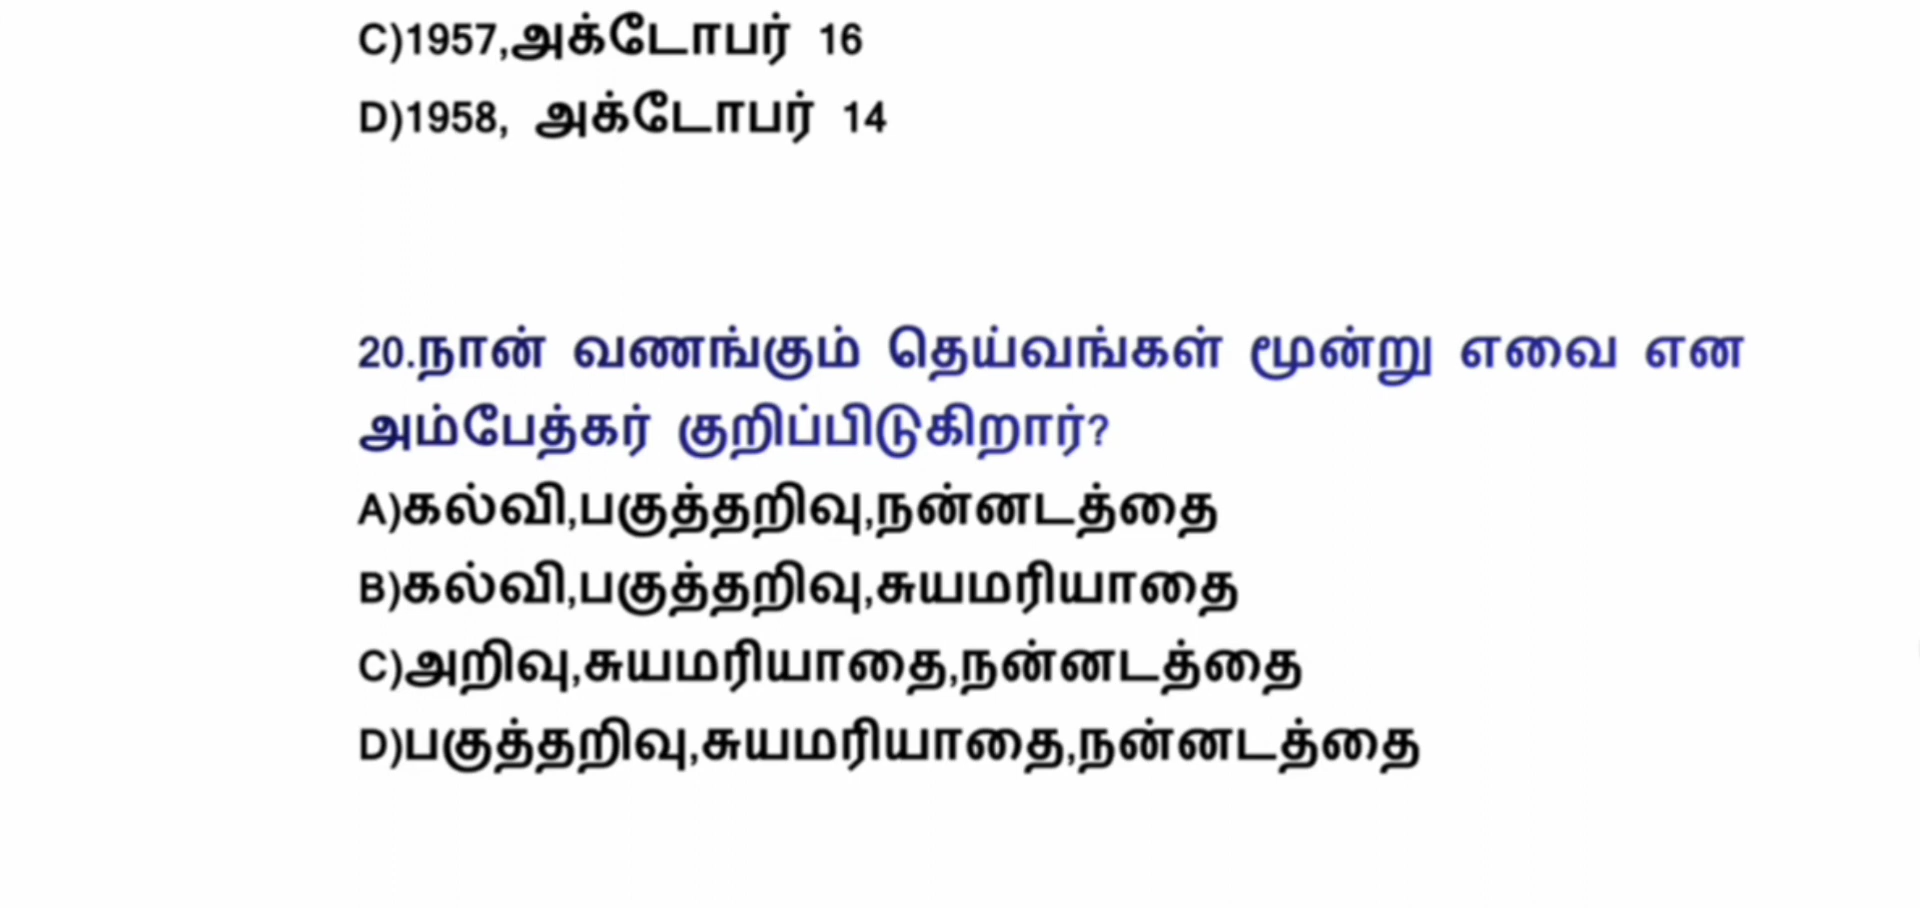 C)1957,அக்டோபர் 16
D)1958, அக்டோபர் 14
20.நான் வணங்கும் தெய்வங்கள் மூன்று எவை என
அம்பேத்கர் குறிப்பிடுகிறார்?
A)கல்வி,பகுத்தறிவு,நன்னடத்தை
B)கல்வி,பகுத்தறிவு,சுயமரியாதை
C)அறிவு,சுயமரியாதை,நன்னடத்தை
D)பகுத்தறிவு,சுயமரியாதை,நன்னடத்தை